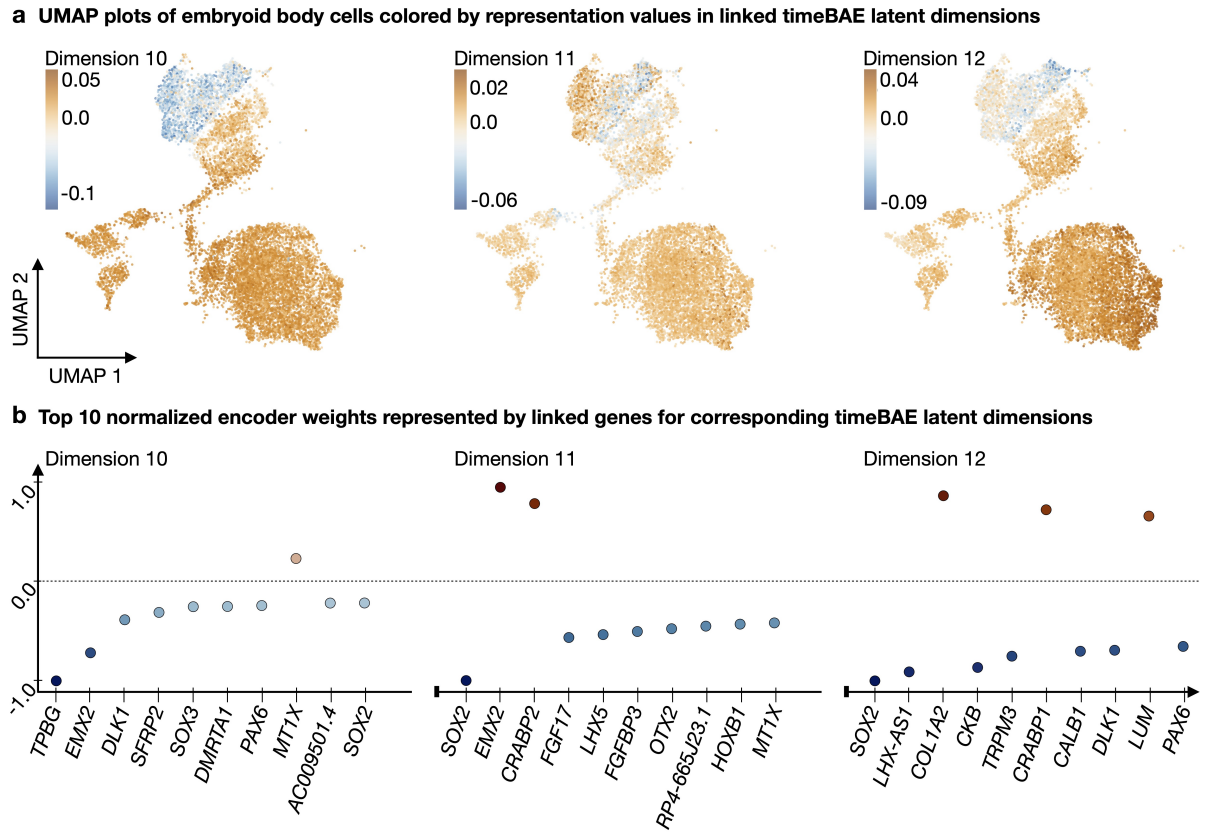 a UMAP plots of embryoid body cells colored by representation values in linked timeBAE latent dimensions
Dimension 10
0.05
0.0
-0.1
Dimension 11
0.02
0.0
-0.06
Dimension 12
0.04
0.0
-0.09
UMAP 2
UMAP 1
b Top 10 normalized encoder weights represented by linked genes for corresponding timeBAE latent dimensions
Dimension 10
Dimension 11
Dimension 12
1.0
0.0
-1.0
TPBG
EMX2
DLK1
SFRP2
SOX3
DMRTA1
PAX6
MT1X
AC009501.4
SOX2
SOX2
EMX2
CRABP2
FGF17
LHX5
FGFBP3
OTX2
RP4-665J23.1
HOXB1
MT1X
SOX2
LHX-AS1
COL1A2
CKB
TRPM3
CRABP1
CALB1
DLK1
LUM
PAX6